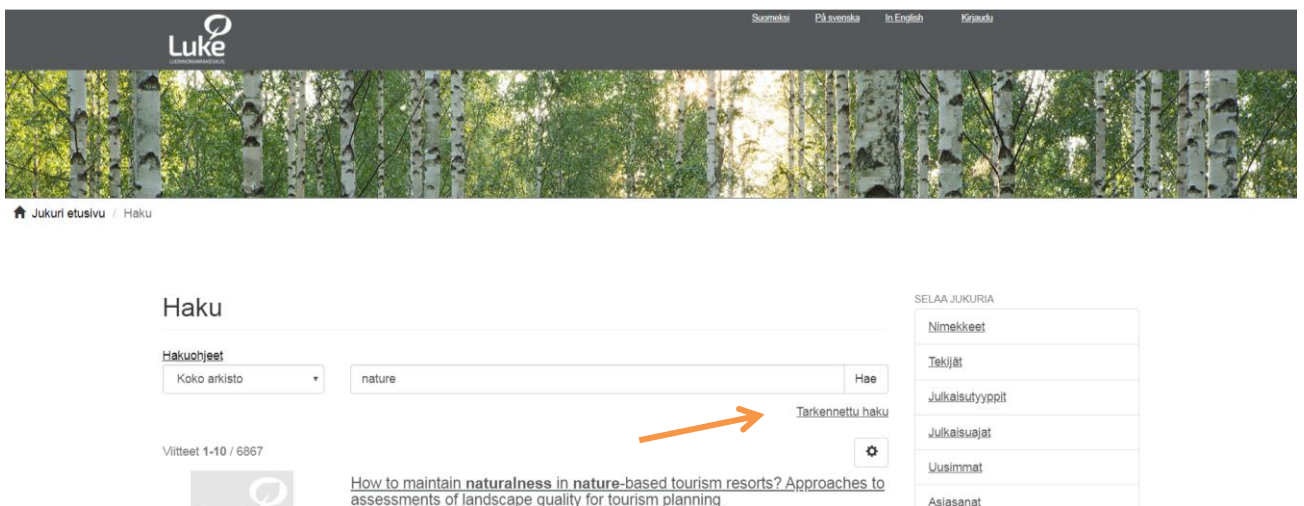 Suomeksi På svenska In English Kirjaudu
Luke
LUONNONVARAKESKUS
Jukuri etusivu / Haku
Haku
Hakuohjeet
Koko arkisto
nature
Hae
Tarkennettu haku
Viitteet 1-10 / 6867
How to maintain naturalness in nature-based tourism resorts? Approaches to
assessments of landscape quality for tourism planning
SELAA JUKURIA
Nimekkeet
Tekijät
Julkaisutyyppit
Julkaisuajat
Uusimmat
Asiasanat